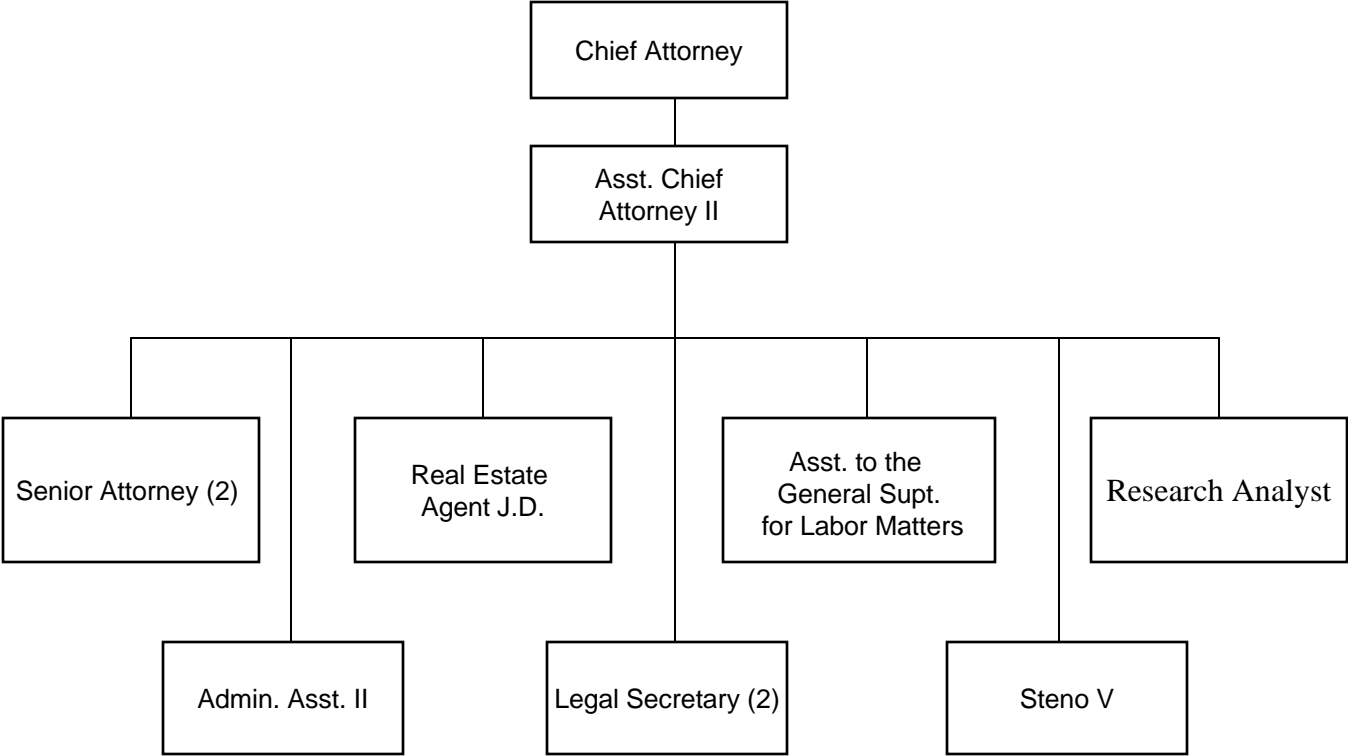 Chief Attorney
Asst. Chief
Attorney II
Senior Attorney (2)
Real Estate
Agent J.D.
Asst. to the
General Supt.
for Labor Matters
Research Analyst
Admin. Asst. II
Legal Secretary (2)
Steno V